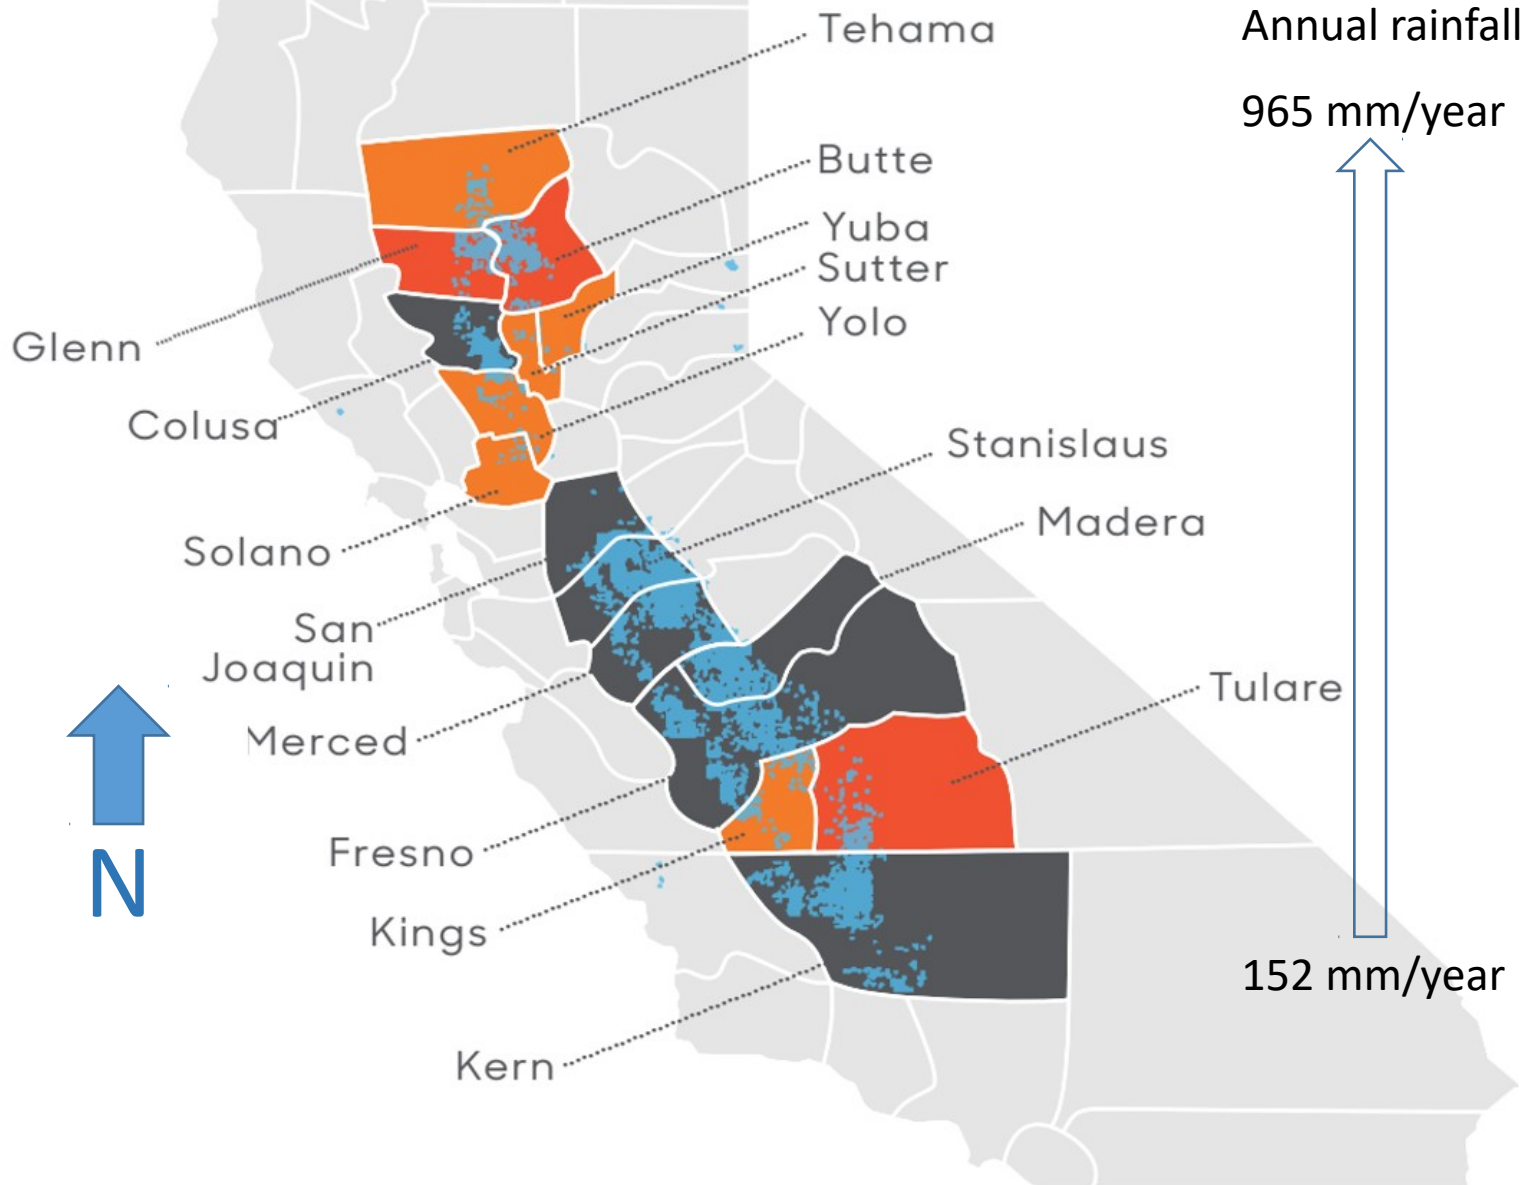 Annual rainfall
965 mm/year
Tehama
Butte
Yuba
Sutter
Yolo
Glenn
Colusa
Stanislaus
Madera
Solano
San
Joaquin
Tulare
Merced
Fresno
N
Kings
152 mm/year
Kern